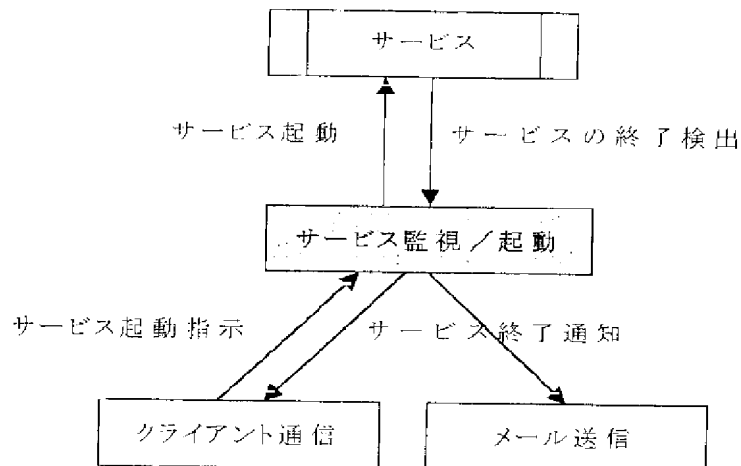 サービス
サービス起動
サービスの終了検出
サービス監視／起動
サービス起動指示
サービス終了通知
クライアント通信
メール送信